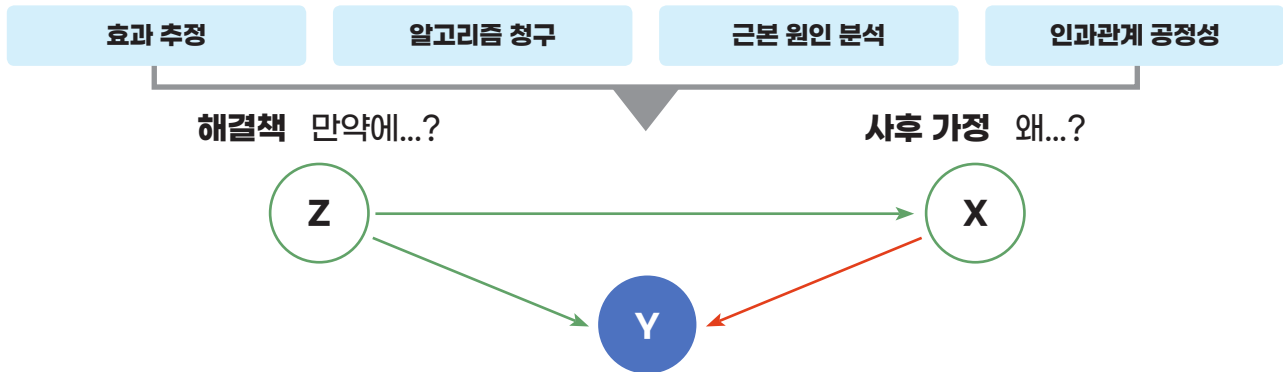 효과 추정
알고리즘 청구
근본 원인 분석
인과관계 공정성
해결책 만약에...?
사후 가정 왜...?
Z
X
Y